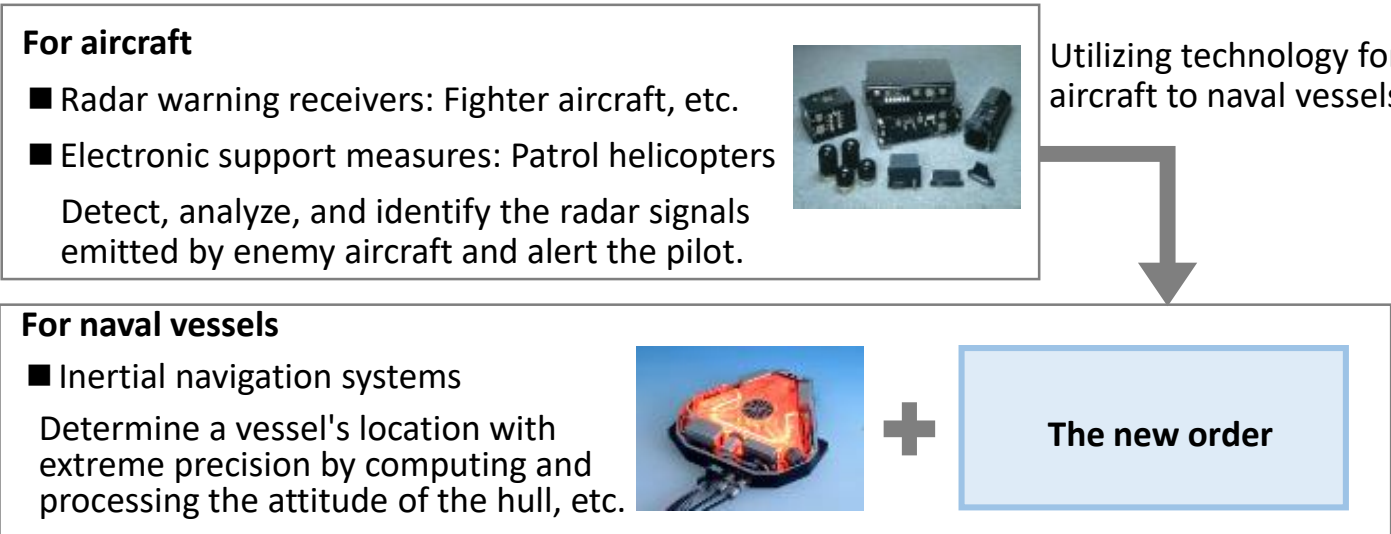 For aircraft
■ Radar warning receivers: Fighter aircraft, etc.
■ Electronic support measures: Patrol helicopters
Detect, analyze, and identify the radar signals
emitted by enemy aircraft and alert the pilot.
Utilizing technology for
aircraft to naval vessels
For naval vessels
■ Inertial navigation systems
Determine a vessel's location with
extreme precision by computing and
processing the attitude of the hull, etc.
The new order